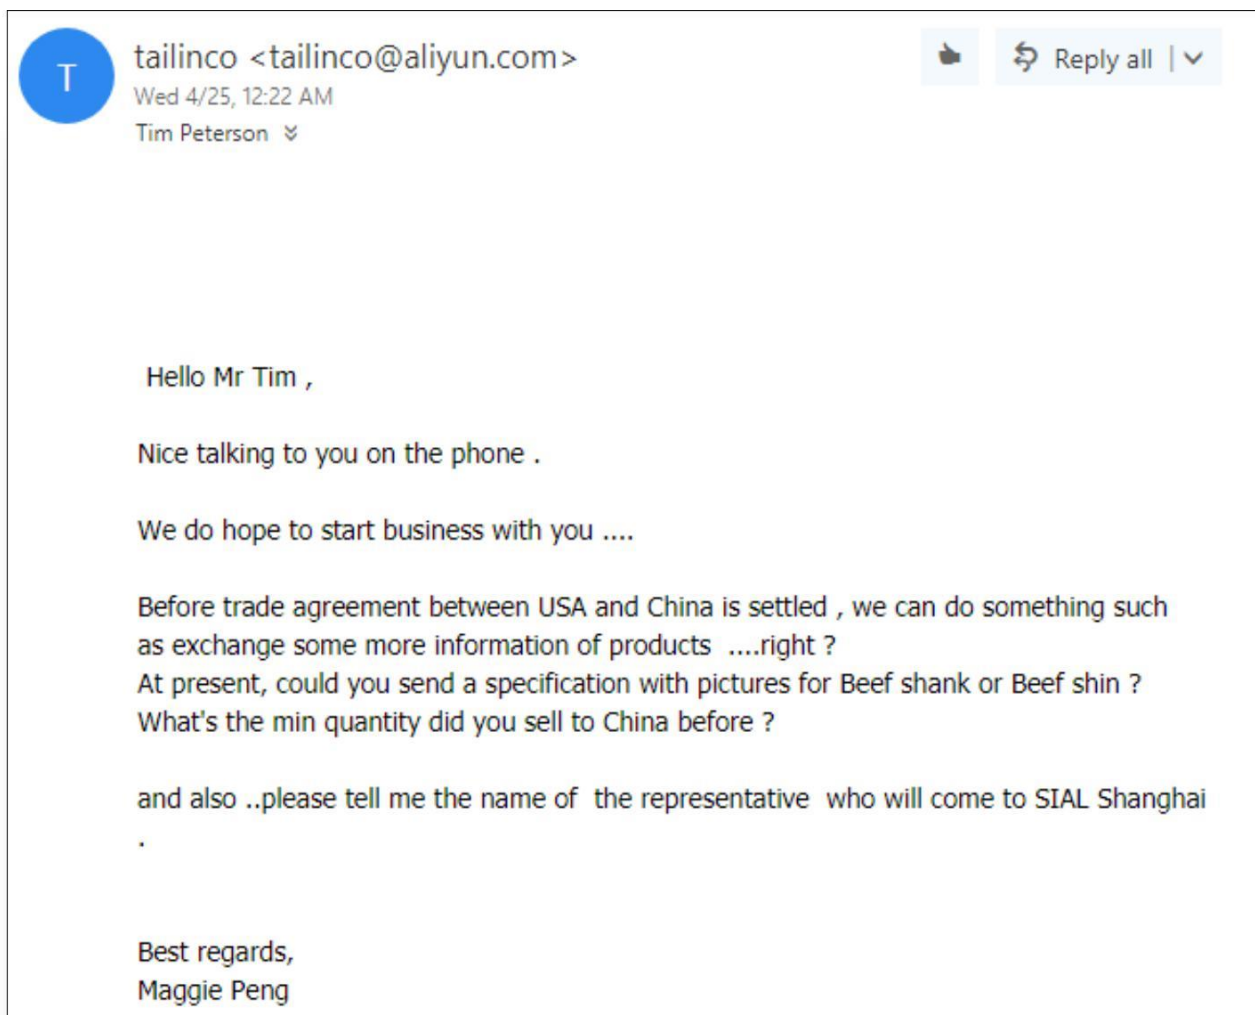 T
tailinco <tailinco@aliyun.com>
Reply all
Wed 4/25, 12:22 AM
Tim Peterson
Hello Mr Tim ,
Nice talking to you on the phone .
We do hope to start business with you ....
Before trade agreement between USA and China is settled , we can do something such
as exchange some more information of products ....right ?
At present, could you send a specification with pictures for Beef shank or Beef shin ?
What's the min quantity did you sell to China before ?
and also ..please tell me the name of the representative who will come to SIAL Shanghai
.
Best regards,
Maggie Peng